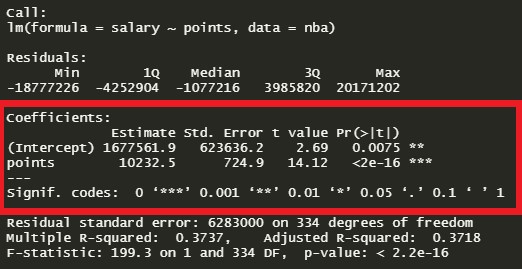 Call:
lm(formula = salary ~ points, data = nba)
Residuals:
Min 1Q Median 3Q Max
-18777226 -4252904 -1077216 3985820 20171202
Coefficients:
Estimate Std. Error t value Pr(>|t|)
(Intercept) 1677561.9 623636.2 2.69 0.0075 **
points 10232.5 724.9 14.12 <2e-16 ***
---
Signif. codes: 0 ‘***’ 0.001 ‘**’ 0.01 ‘*’ 0.05 ‘.’ 0.1 ‘ ’ 1
Residual standard error: 6283000 on 334 degrees of freedom
Multiple R-squared: 0.3737, Adjusted R-squared: 0.3718
F-statistic: 199.3 on 1 and 334 DF, p-value: < 2.2e-16